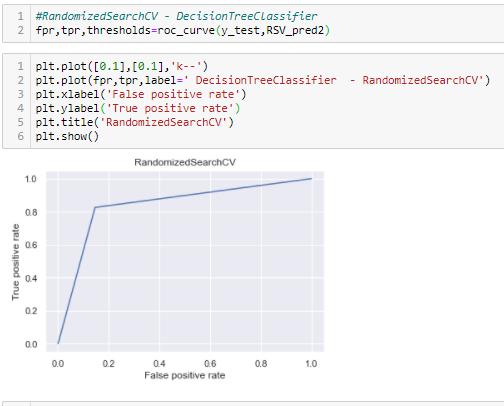 1 #RandomizedSearchCV - DecisionTreeClassifier
2 fpr,tpr,thresholds=roc_curve(y_test,RSV_pred2)
1 plt.plot([0.1],[0.1],'k--')
2 plt.plot(fpr,tpr,label=' DecisionTreeClassifier  - RandomizedSearchCV')
3 plt.xlabel('False positive rate')
4 plt.ylabel('True positive rate')
5 plt.title('RandomizedSearchCV')
6 plt.show()
RandomizedSearchCV
1.0
0.8
0.6
0.4
0.2
0.0
True positive rate
0.0 0.2 0.4 0.6 0.8 1.0
False positive rate